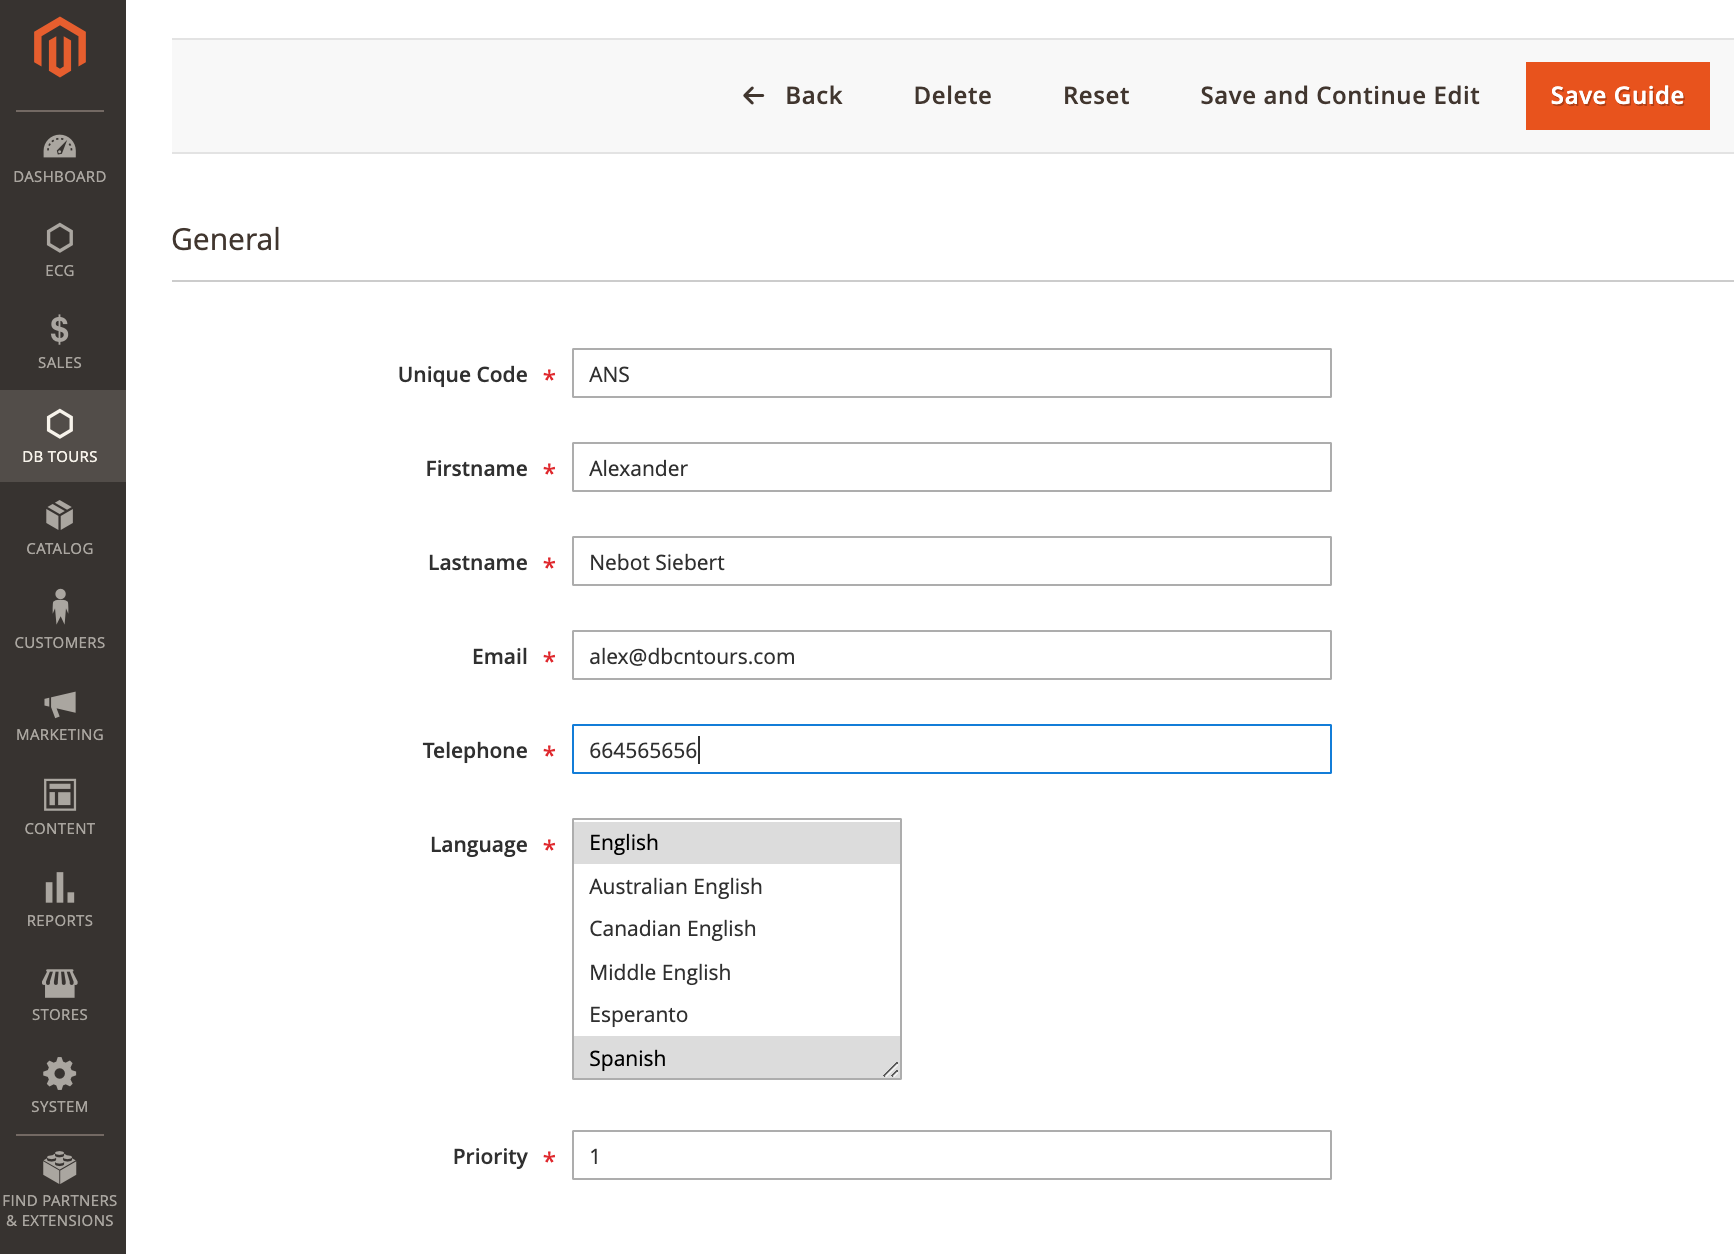 Back
Delete
Reset
Save and Continue Edit
Save Guide
DASHBOARD
ECG
SALES
DB TOURS
CATALOG
CUSTOMERS
MARKETING
CONTENT
REPORTS
STORES
SYSTEM
FIND PARTNERS
& EXTENSIONS
General
Unique Code * ANS
Firstname * Alexander
Lastname * Nebot Siebert
Email * alex@dbcntours.com
Telephone * 664565656
Language * English
Australian English
Canadian English
Middle English
Esperanto
Spanish
Priority * 1